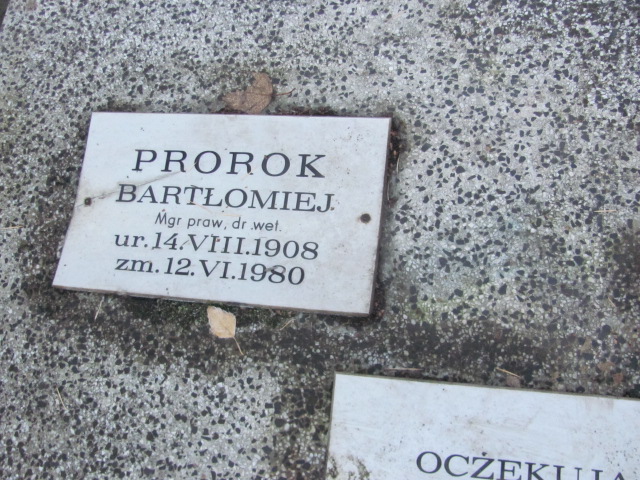 PROROK
BARTŁOMIEJ
Mgr praw, dr wet.
ur. 14.VIII.1908
zm. 12.VI.1980